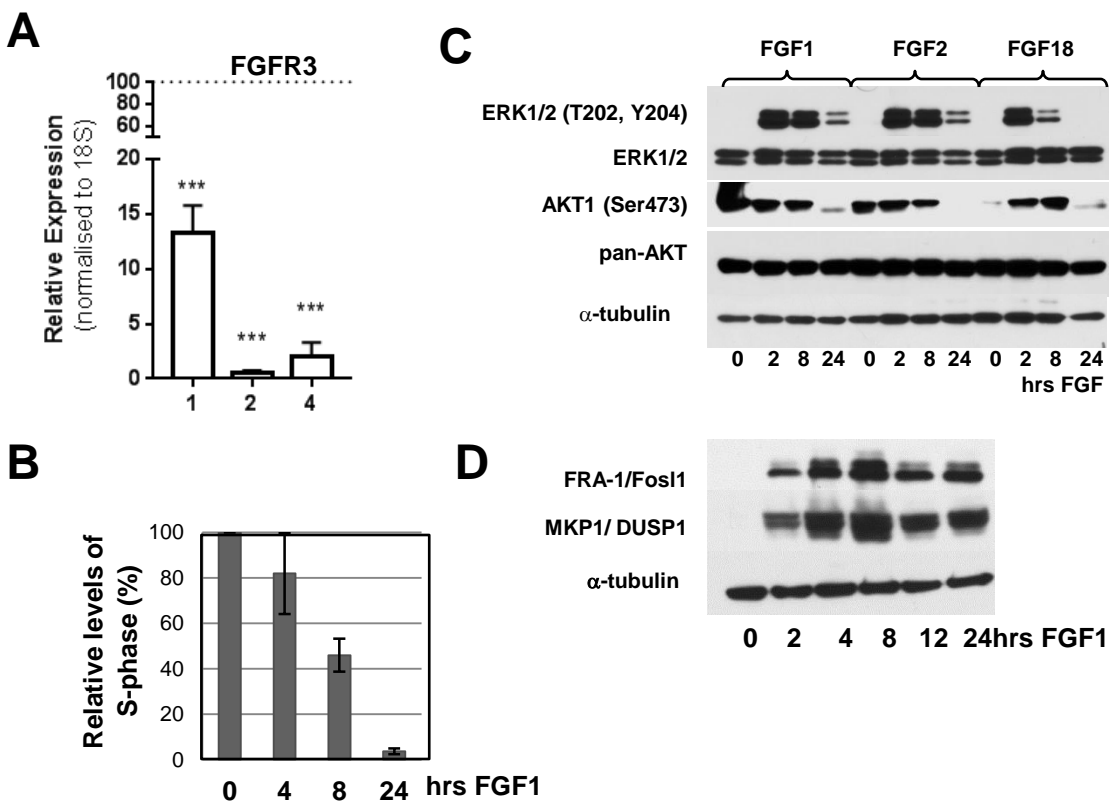 A
FGFR3
Relative Expression
(normalised to 18S)
100
80
60
20
15
10
5
0
***
***
***
1 2 4
B
Relative levels of
S-phase (%)
100
80
60
40
20
0
0 4 8 24 hrs FGF1
C
FGF1 FGF2 FGF18
ERK1/2 (T202, Y204)
ERK1/2
AKT1 (Ser473)
pan-AKT
α-tubulin
0 2 8 24 0 2 8 24 0 2 8 24
hrs FGF
D
FRA-1/Fosl1
MKP1/ DUSP1
α-tubulin
0 2 4 8 12 24hrs FGF1